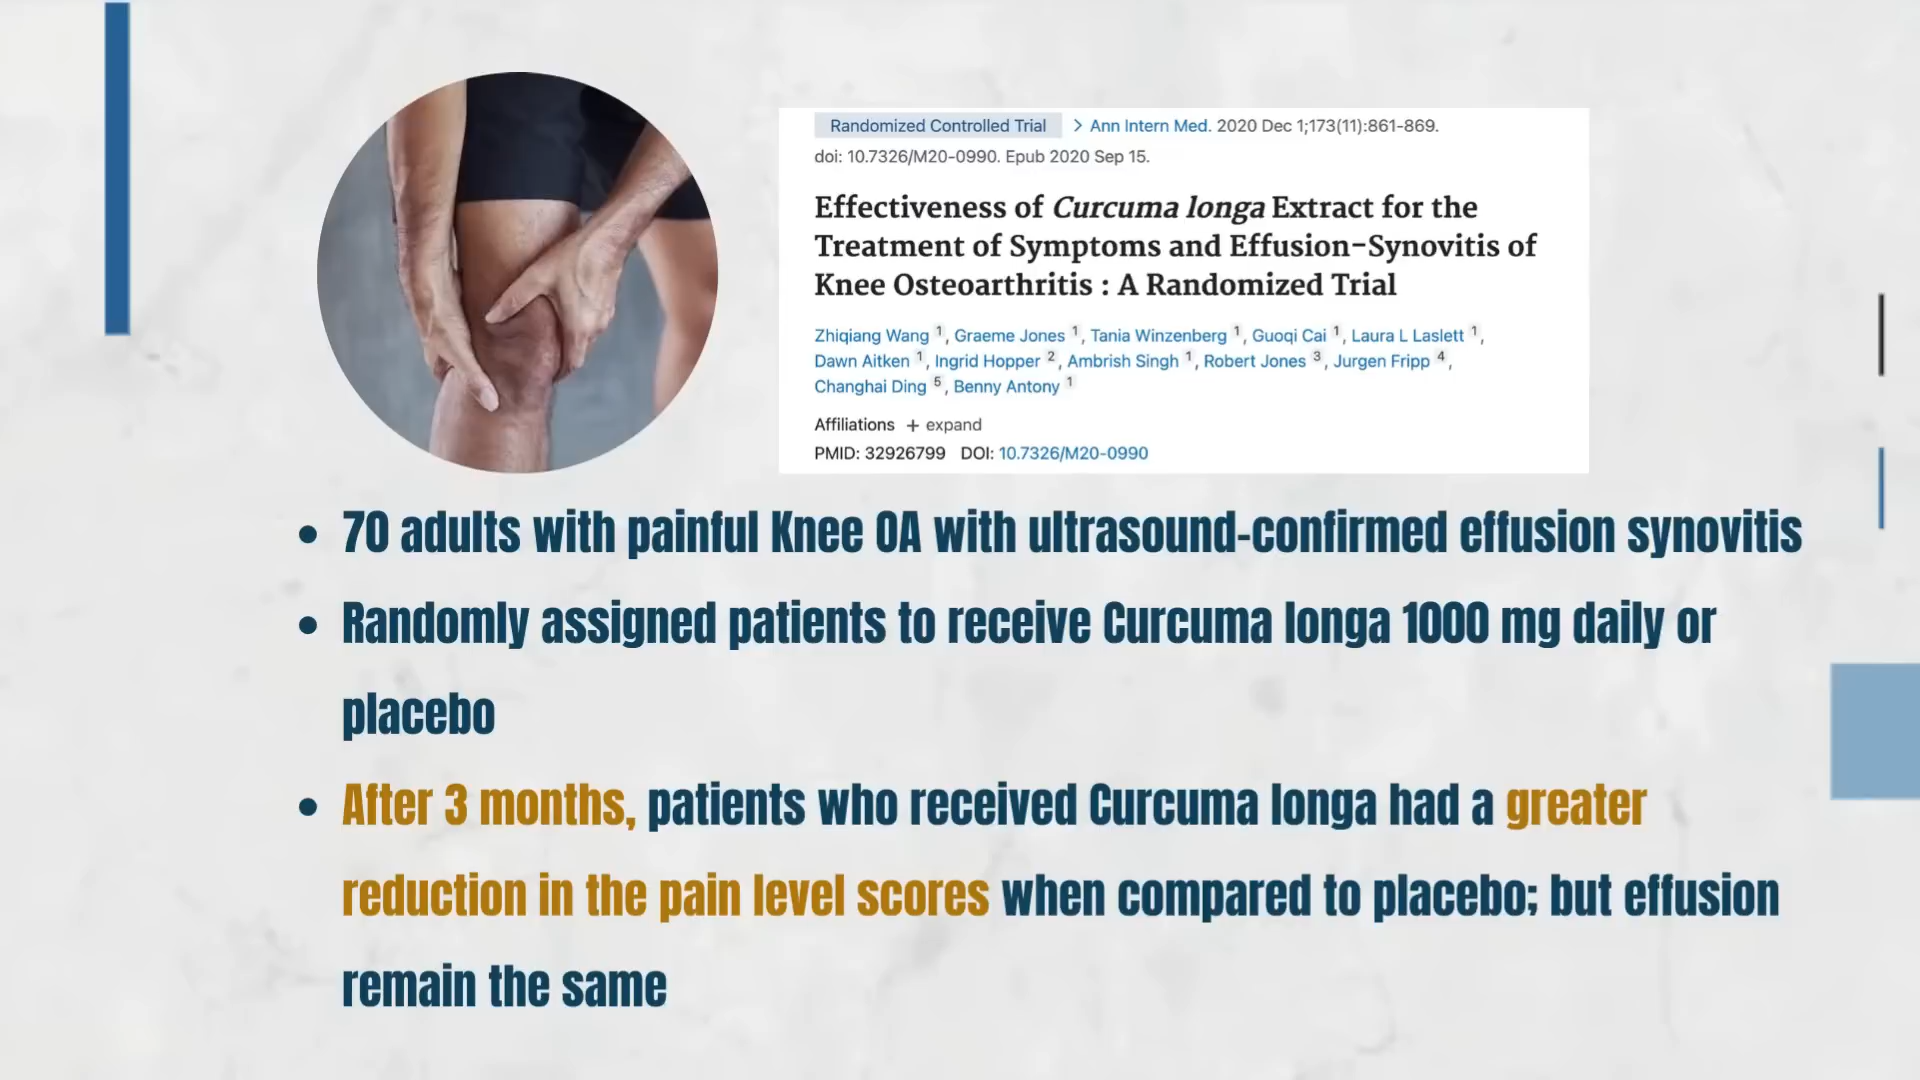 Randomized Controlled Trial > Ann Intern Med. 2020 Dec 1;173(11):861-869.
doi: 10.7326/M20-0990. Epub 2020 Sep 15.
Effectiveness of Curcuma longa Extract for the
Treatment of Symptoms and Effusion-Synovitis of
Knee Osteoarthritis : A Randomized Trial
Zhiqiang Wang 1, Graeme Jones 1, Tania Winzenberg 1, Guoqi Cai 1, Laura L Laslett 1,
Dawn Aitken 1, Ingrid Hopper 2, Ambrish Singh 1, Robert Jones 3, Jurgen Fripp 4,
Changhai Ding 5, Benny Antony 1
Affiliations + expand
PMID: 32926799 DOI: 10.7326/M20-0990
• 70 adults with painful Knee OA with ultrasound-confirmed effusion synovitis
• Randomly assigned patients to receive Curcuma longa 1000 mg daily or
placebo
• After 3 months, patients who received Curcuma longa had a greater
reduction in the pain level scores when compared to placebo; but effusion
remain the same